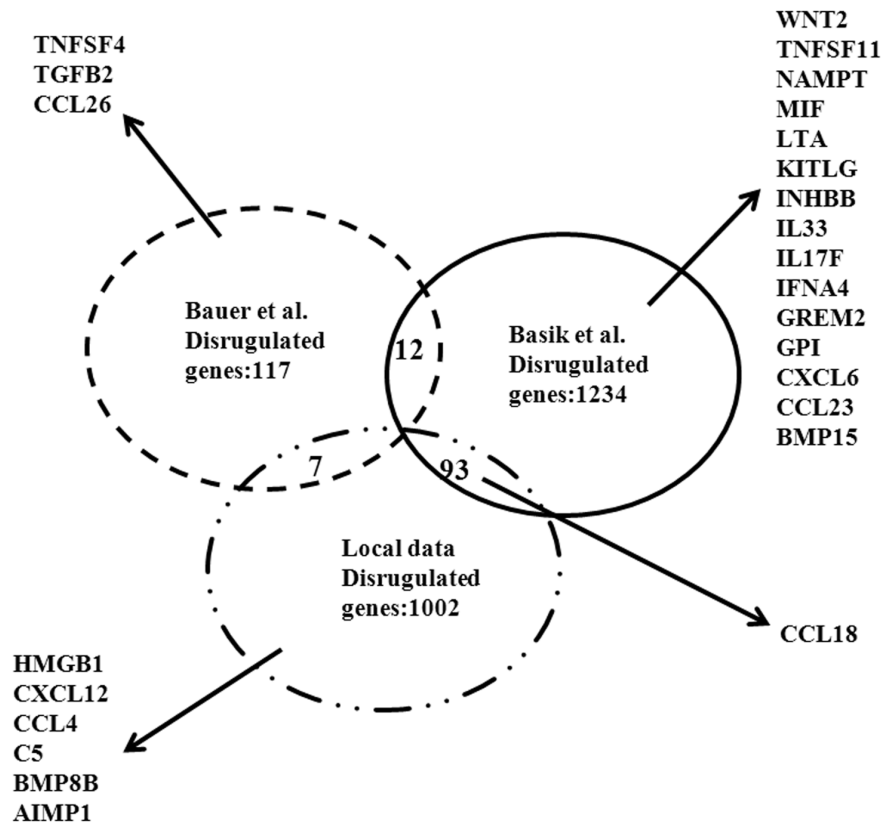 TNFSF4
TGFB2
CCL26
WNT2
TNFSF11
NAMPT
MIF
LTA
KITLG
INHBB
IL33
IL17F
IFNA4
GREM2
GPI
CXCL6
CCL23
BMP15
Bauer et al.
Disrugulated
genes:117
12
Basik et al.
Disrugulated
genes:1234
7
93
Local data
Disrugulated
genes:1002
CCL18
HMGB1
CXCL12
CCL4
C5
BMP8B
AIMP1